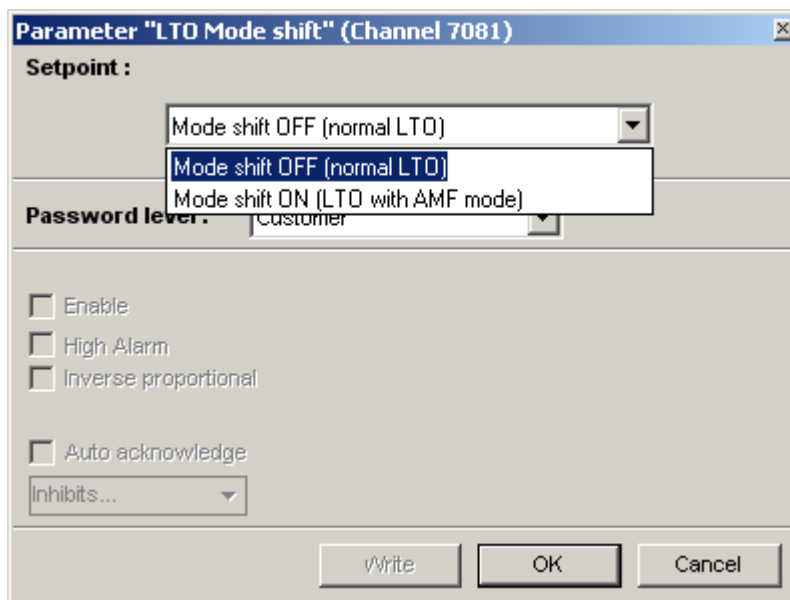 Parameter "LTO Mode shift" (Channel 7081)
Setpoint :
Mode shift OFF (normal LTO)
Mode shift OFF (normal LTO)
Mode shift ON (LTO with AMF mode)
Password level : Customer
Enable
High Alarm
Inverse proportional
Auto acknowledge
Inhibits...
Write OK Cancel